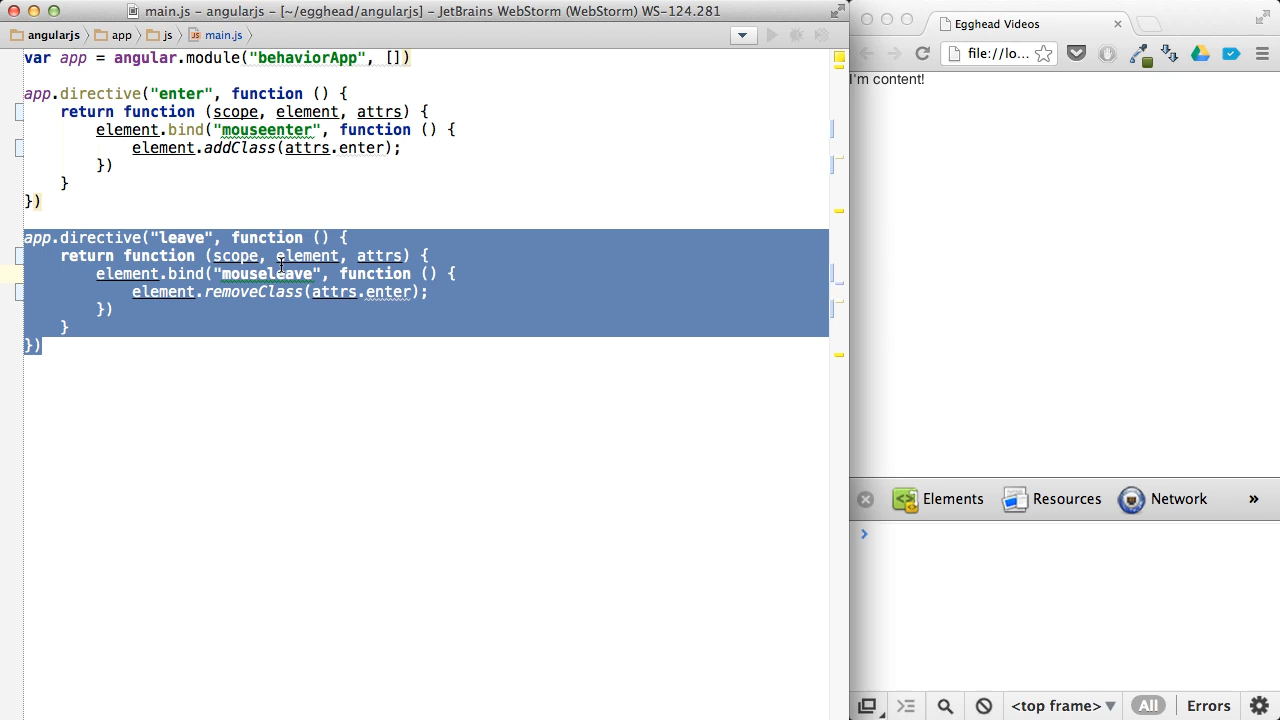 main.js – angularjs – [~/egghead/angularjs] – JetBrains WebStorm (WebStorm) WS-124.281
angularjs app js main.js
var app = angular.module("behaviorApp", [])
app.directive("enter", function () {
return function (scope, element, attrs) {
element.bind("mouseenter", function () {
element.addClass(attrs.enter);
})
}
})
app.directive("leave", function () {
return function (scope, element, attrs) {
element.bind("mouseleave", function () {
element.removeClass(attrs.enter);
})
}
})
Egghead Videos
file://lo...
I'm content!
Elements Resources Network »
<top frame> All Errors